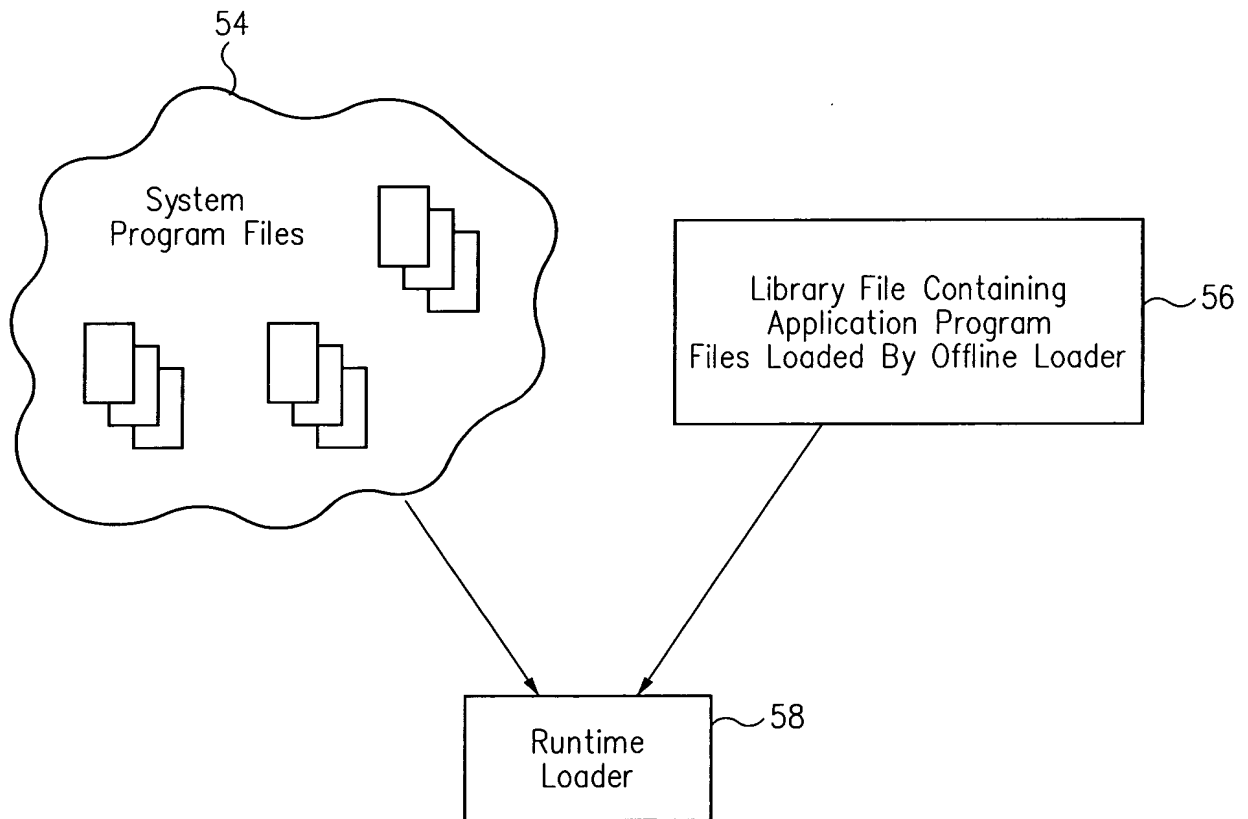 54
System
Program Files
Library File Containing
Application Program
Files Loaded By Offline Loader
56
58
Runtime
Loader